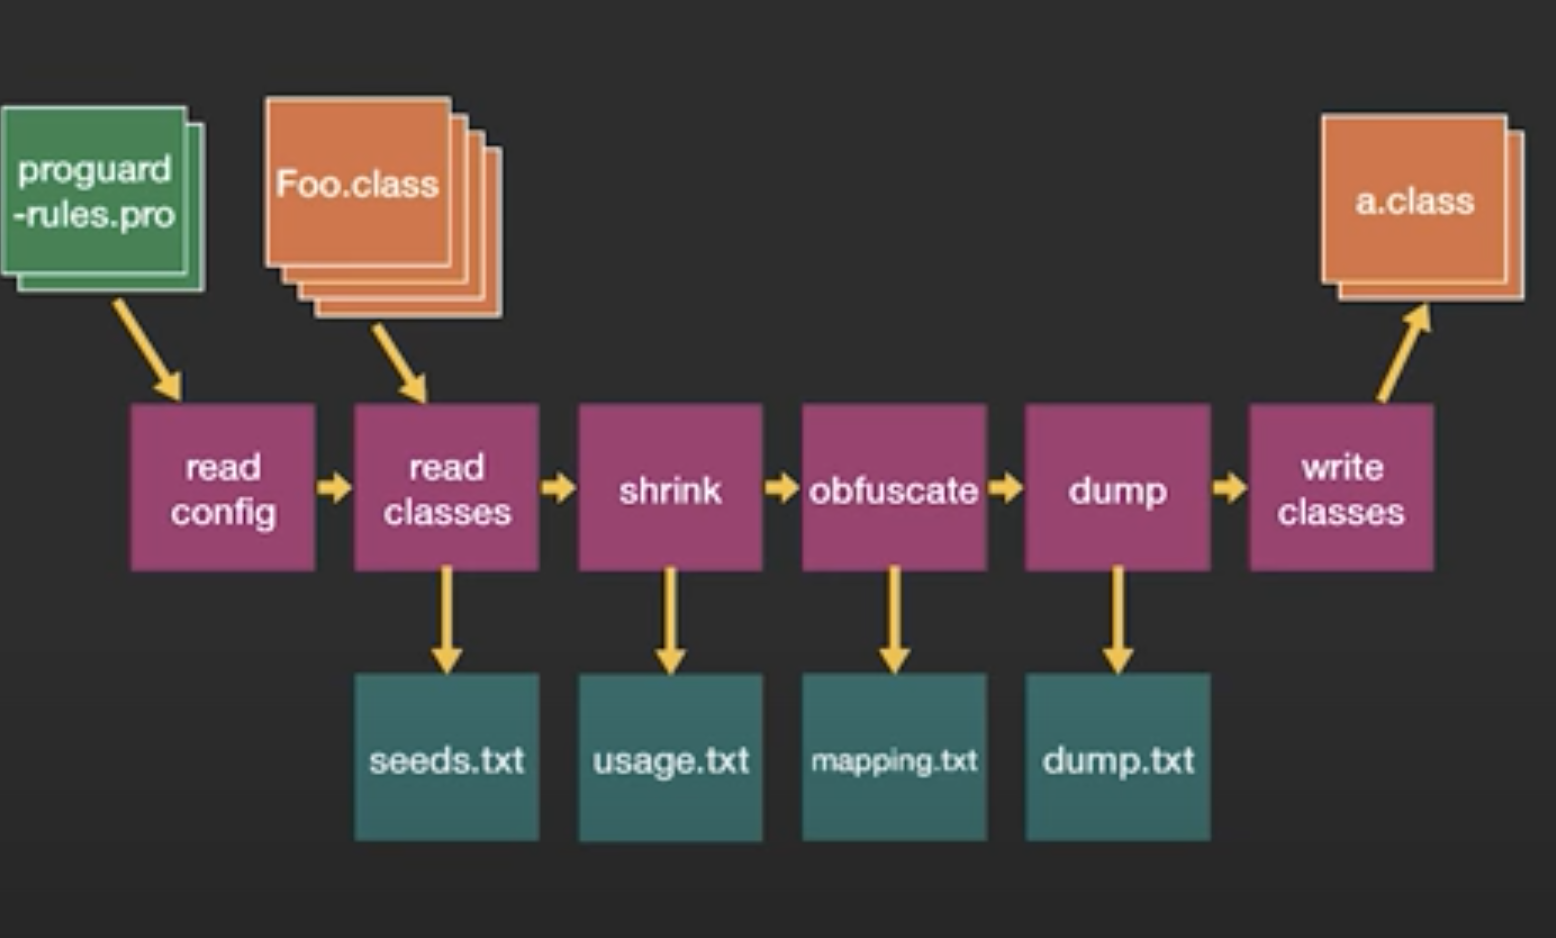 proguard
-rules.pro
Foo.class
a.class
read
config
read
classes
shrink
obfuscate
dump
write
classes
seeds.txt
usage.txt
mapping.txt
dump.txt